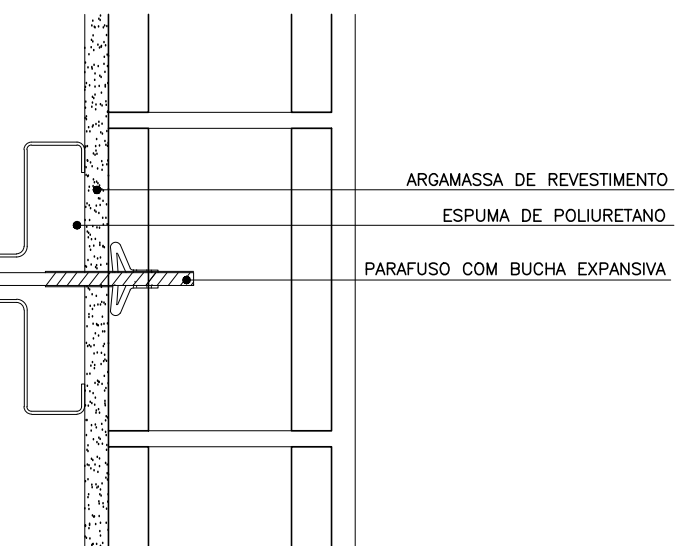 ARGAMASSA DE REVESTIMENTO
ESPUMA DE POLIURETANO
PARAFUSO COM BUCHA EXPANSIVA